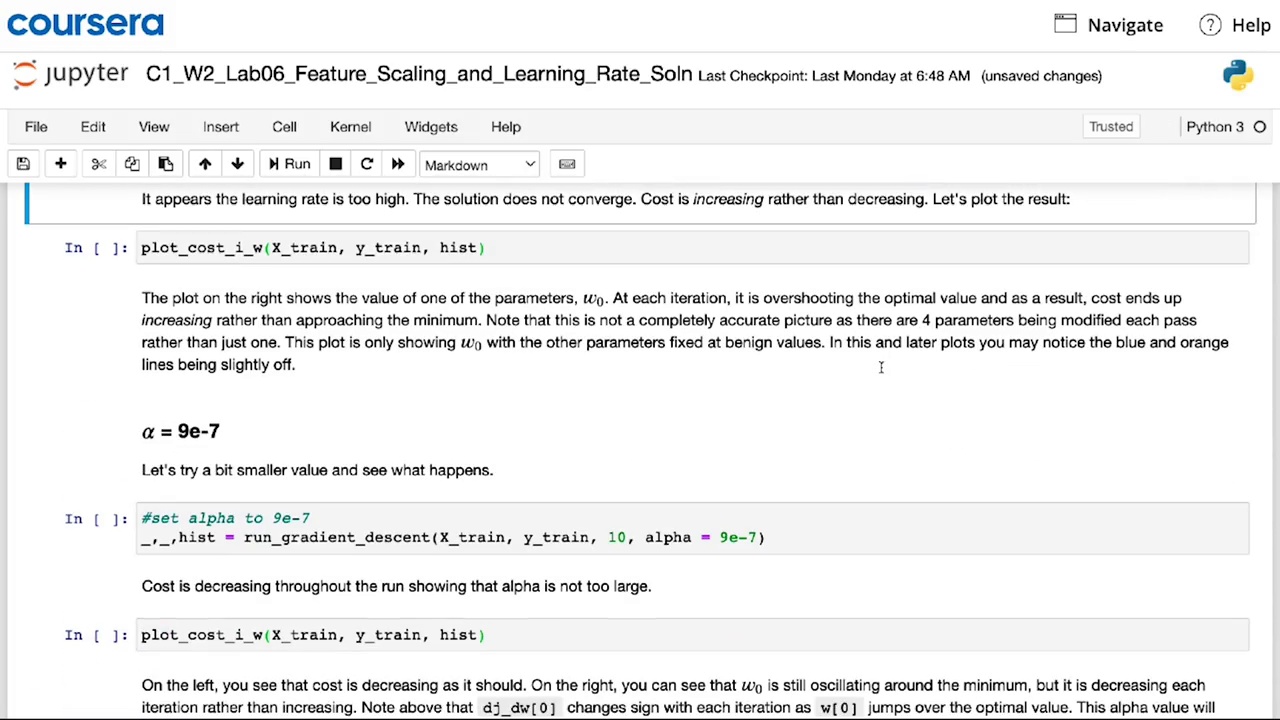 coursera
Navigate
Help
jupyter
C1_W2_Lab06_Feature_Scaling_and_Learning_Rate_Soln Last Checkpoint: Last Monday at 6:48 AM (unsaved changes)
File Edit View Insert Cell Kernel Widgets Help
Trusted
Python 3
Run
Markdown
It appears the learning rate is too high. The solution does not converge. Cost is increasing rather than decreasing. Let's plot the result:
In [ ]: plot_cost_i_w(X_train, y_train, hist)
The plot on the right shows the value of one of the parameters, w₀. At each iteration, it is overshooting the optimal value and as a result, cost ends up
increasing rather than approaching the minimum. Note that this is not a completely accurate picture as there are 4 parameters being modified each pass
rather than just one. This plot is only showing w₀ with the other parameters fixed at benign values. In this and later plots you may notice the blue and orange
lines being slightly off.
α = 9e-7
Let's try a bit smaller value and see what happens.
In [ ]: #set alpha to 9e-7
_,_,hist = run_gradient_descent(X_train, y_train, 10, alpha = 9e-7)
Cost is decreasing throughout the run showing that alpha is not too large.
In [ ]: plot_cost_i_w(X_train, y_train, hist)
On the left, you see that cost is decreasing as it should. On the right, you can see that w₀ is still oscillating around the minimum, but it is decreasing each
iteration rather than increasing. Note above that dj_dw[0] changes sign with each iteration as w[0] jumps over the optimal value. This alpha value will